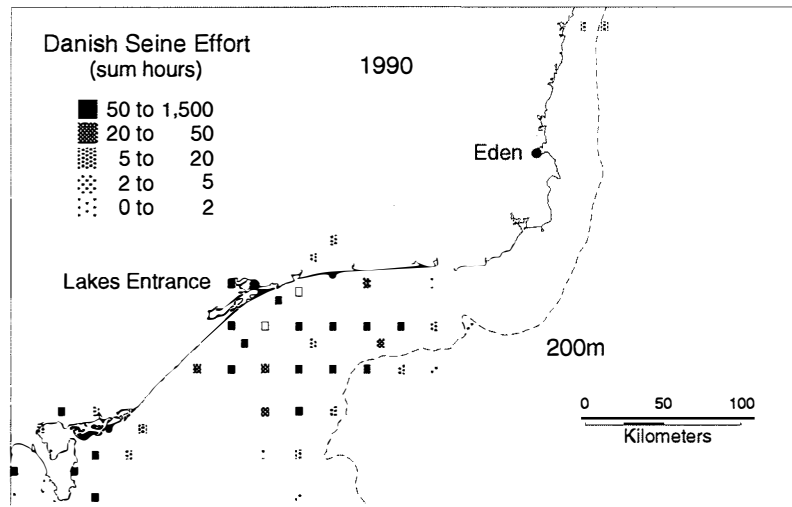 Danish Seine Effort
(sum hours)
1990
50 to 1,500
20 to 50
5 to 20
2 to 5
0 to 2
Eden
Lakes Entrance
200m
0 50 100
Kilometers